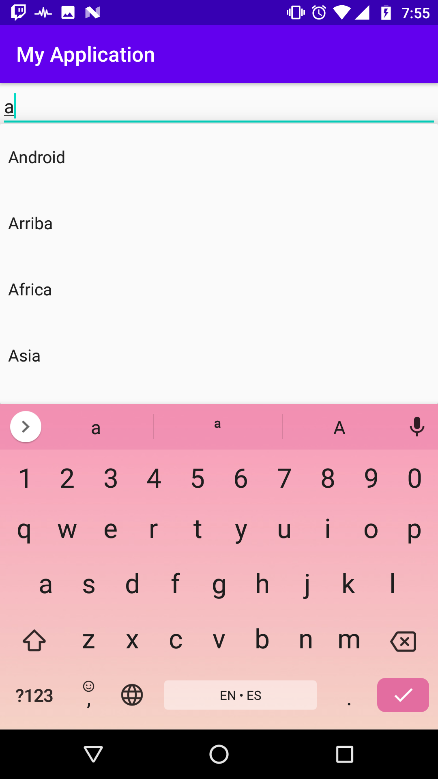 7:55
My Application
a
Android
Arriba
Africa
Asia
a ª A
1 2 3 4 5 6 7 8 9 0
q w e r t y u i o p
a s d f g h j k l
z x c v b n m
?123 , EN • ES .